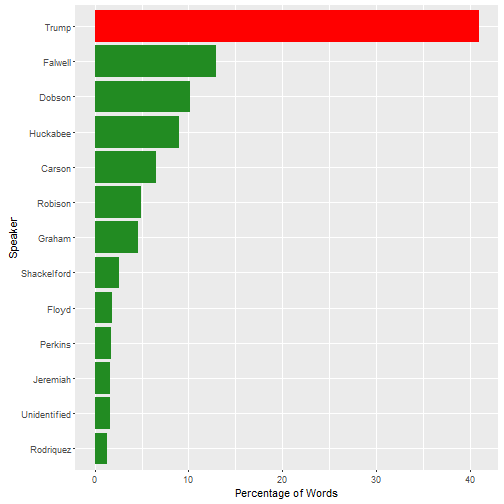 Speaker
Trump
Falwell
Dobson
Huckabee
Carson
Robison
Graham
Shackelford
Floyd
Perkins
Jeremiah
Unidentified
Rodriquez
0 10 20 30 40
Percentage of Words